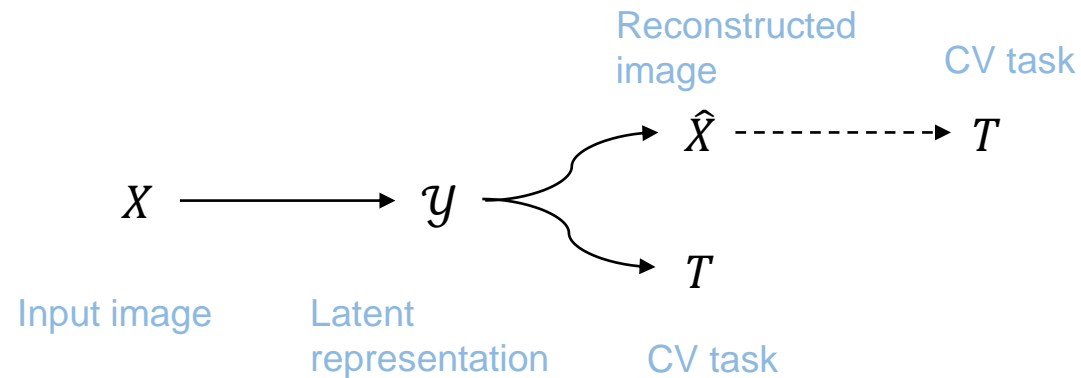 Reconstructed
image
CV task
X̂
T
X
𝒴
T
Input image
Latent
representation
CV task